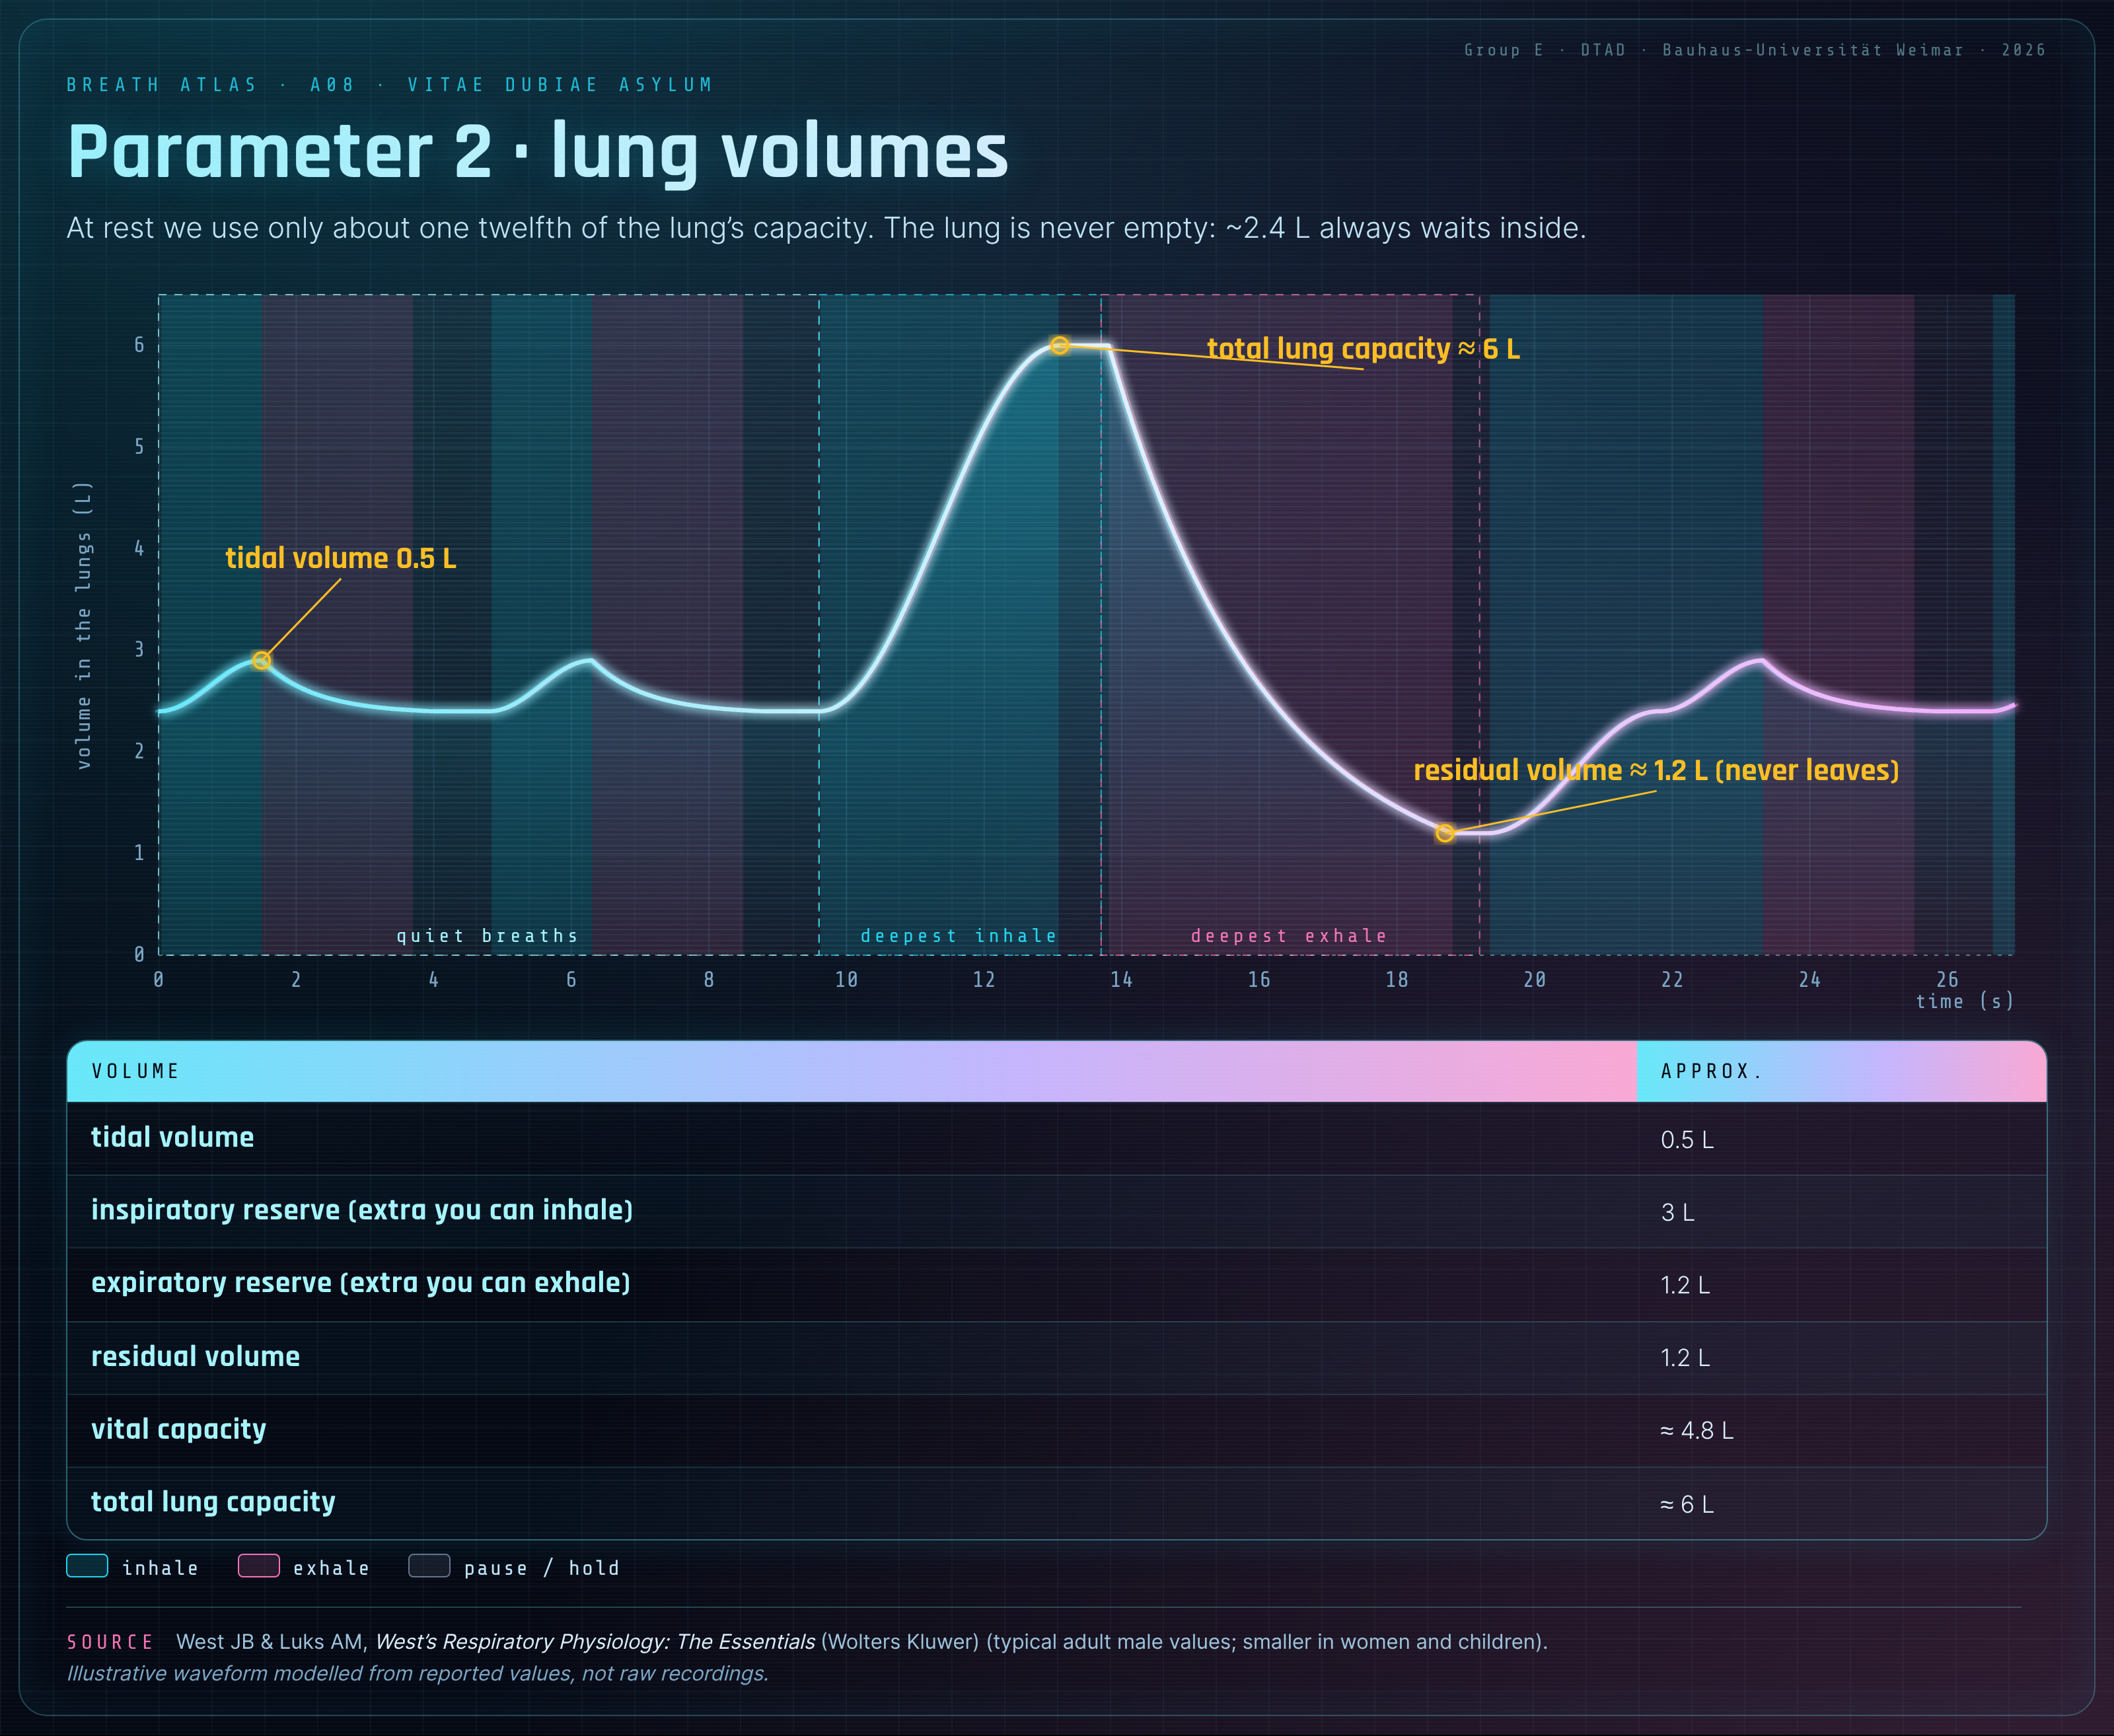 Group E · DTAD · Bauhaus-Universität Weimar · 2026
BREATH ATLAS · A08 · VITAE DUBIAE ASYLUM
Parameter 2 · lung volumes
At rest we use only about one twelfth of the lung’s capacity. The lung is never empty: ~2.4 L always waits inside.
volume in the lungs (L)
6
5
4
3
2
1
0
total lung capacity ≈ 6 L
tidal volume 0.5 L
residual volume ≈ 1.2 L (never leaves)
quiet breaths
deepest inhale
deepest exhale
0 2 4 6 8 10 12 14 16 18 20 22 24 26
time (s)
VOLUME APPROX.
tidal volume 0.5 L
inspiratory reserve (extra you can inhale) 3 L
expiratory reserve (extra you can exhale) 1.2 L
residual volume 1.2 L
vital capacity ≈ 4.8 L
total lung capacity ≈ 6 L
inhale exhale pause / hold
SOURCE West JB & Luks AM, West’s Respiratory Physiology: The Essentials (Wolters Kluwer) (typical adult male values; smaller in women and children).
Illustrative waveform modelled from reported values, not raw recordings.